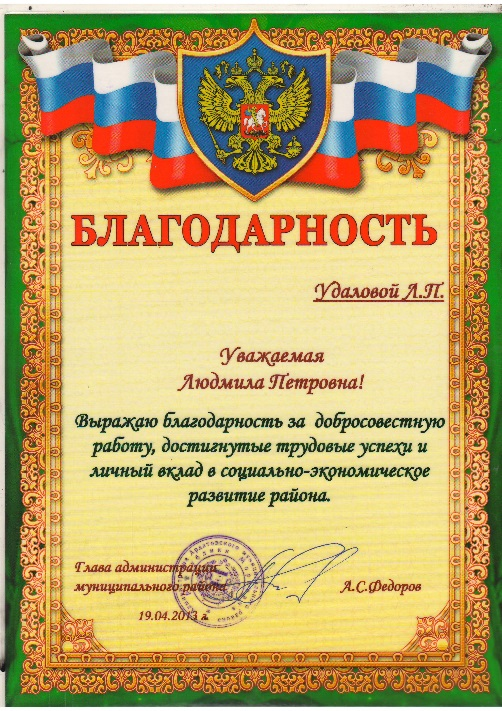 БЛАГОДАРНОСТЬ
Удаловой Л.П.
Уважаемая
Людмила Петровна!
Выражаю благодарность за добросовестную
работу, достигнутые трудовые успехи и
личный вклад в социально-экономическое
развитие района.
Глава администрации
муниципального района
А.С.Федоров
19.04.2013 г.